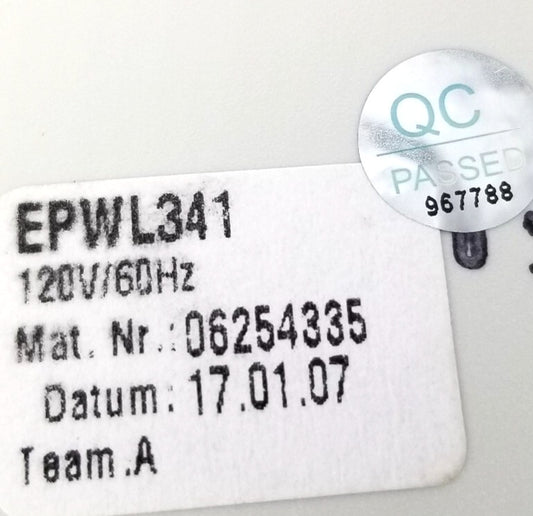 QC
PASSED
967788
EPWL341
120V/60Hz
Mat. Nr.:06254335
Datum: 17.01.07
Team.A